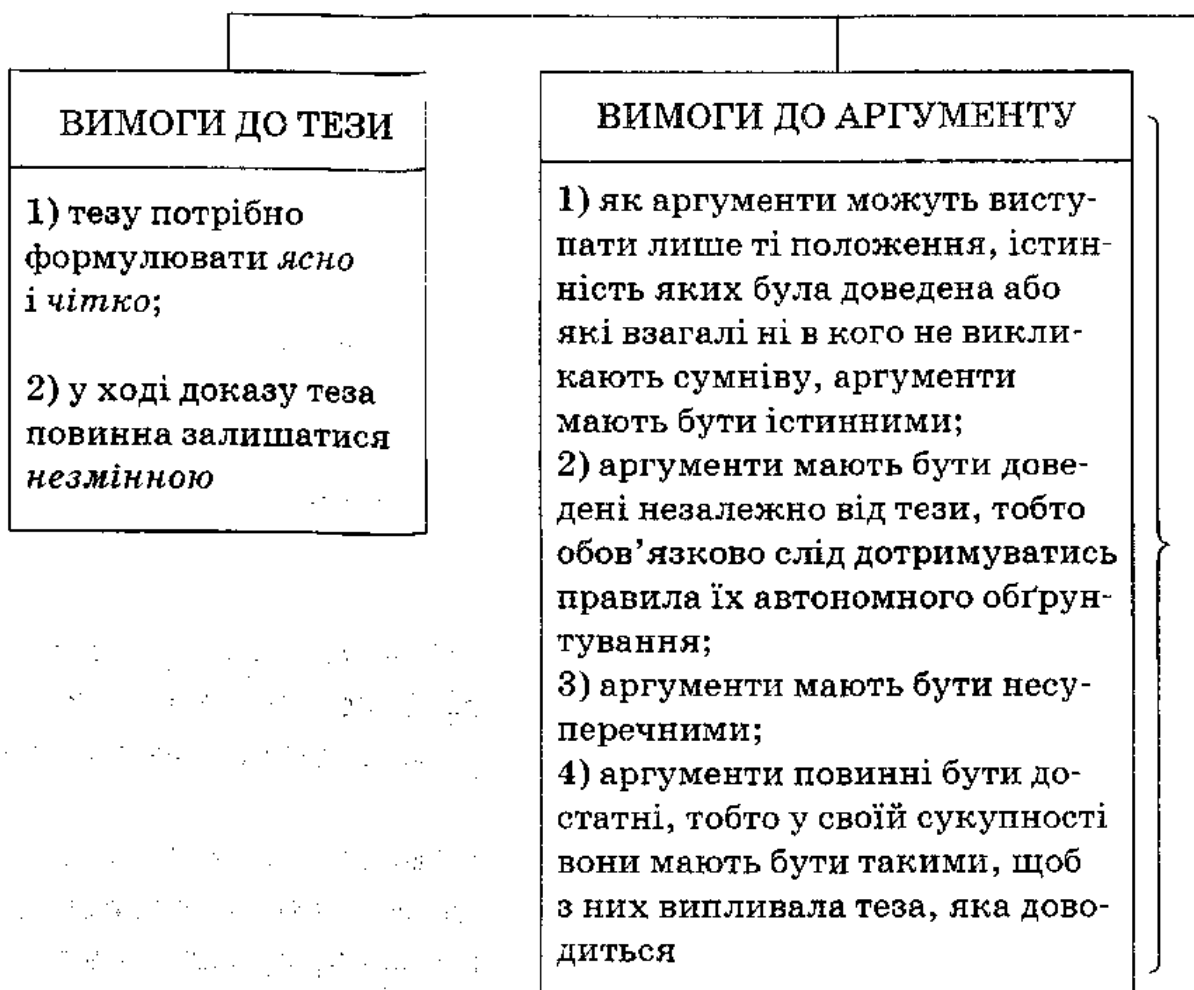 ВИМОГИ ДО ТЕЗИ
1) тезу потрібно
формулювати ясно
і чітко;
2) у ході доказу теза
повинна залишатися
незмінною
ВИМОГИ ДО АРГУМЕНТУ
1) як аргументи можуть висту-
пати лише ті положення, істин-
ність яких була доведена або
які взагалі ні в кого не викли-
кають сумніву, аргументи
мають бути істинними;
2) аргументи мають бути дове-
дені незалежно від тези, тобто
обов’язково слід дотримуватись
правила їх автономного обґрун-
тування;
3) аргументи мають бути несу-
перечними;
4) аргументи повинні бути до-
статні, тобто у своїй сукупності
вони мають бути такими, щоб
з них випливала теза, яка дово-
диться